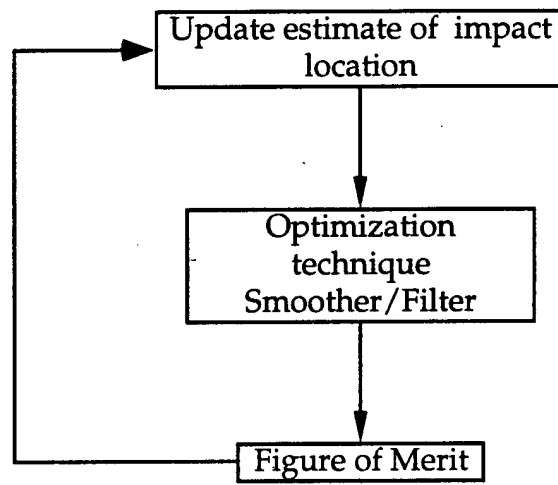 Update estimate of impact
location
Optimization
technique
Smoother/Filter
Figure of Merit